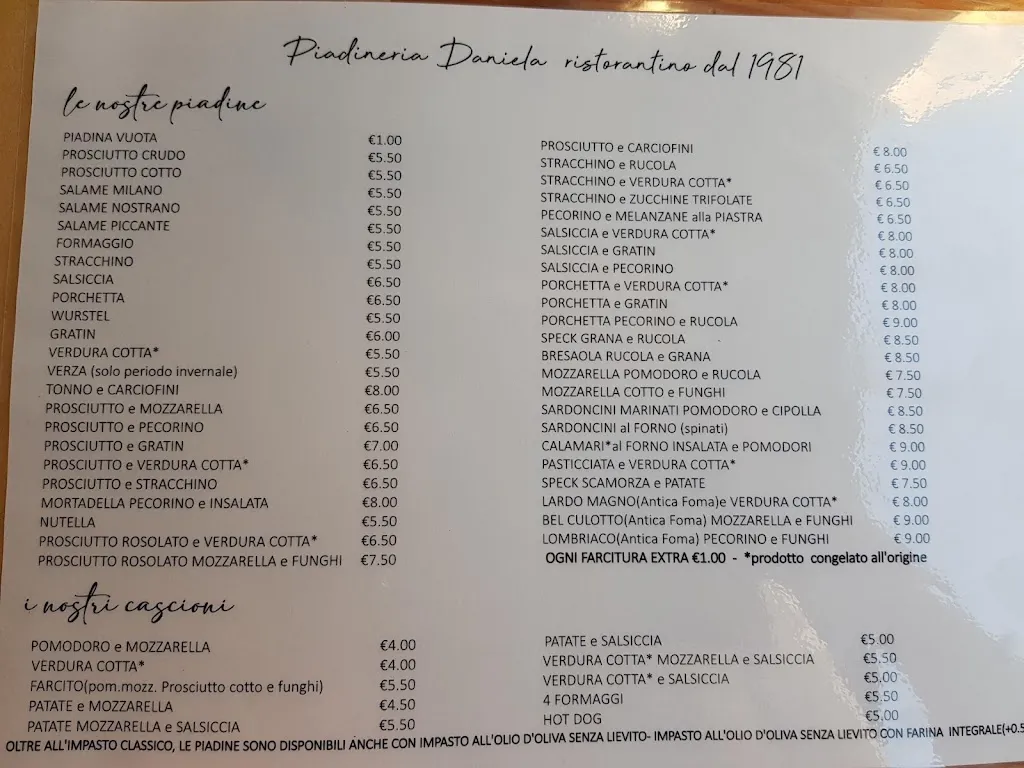 Piadineria Daniela ristorantino dal 1981
le nostre piadine
PIADINA VUOTA €1.00
PROSCIUTTO CRUDO €5.50
PROSCIUTTO COTTO €5.50
SALAME MILANO €5.50
SALAME NOSTRANO €5.50
SALAME PICCANTE €5.50
FORMAGGIO €5.50
STRACCHINO €5.50
SALSICCIA €6.50
PORCHETTA €6.50
WURSTEL €5.50
GRATIN €6.00
VERDURA COTTA* €5.50
VERZA (solo periodo invernale) €5.50
TONNO e CARCIOFINI €8.00
PROSCIUTTO e MOZZARELLA €6.50
PROSCIUTTO e PECORINO €6.50
PROSCIUTTO e GRATIN €7.00
PROSCIUTTO e VERDURA COTTA* €6.50
PROSCIUTTO e STRACCHINO €6.50
MORTADELLA PECORINO e INSALATA €8.00
NUTELLA €5.50
PROSCIUTTO ROSOLATO e VERDURA COTTA* €6.50
PROSCIUTTO ROSOLATO MOZZARELLA e FUNGHI €7.50
PROSCIUTTO e CARCIOFINI € 8.00
STRACCHINO e RUCOLA € 6.50
STRACCHINO e VERDURA COTTA* € 6.50
STRACCHINO e ZUCCHINE TRIFOLATE € 6.50
PECORINO e MELANZANE alla PIASTRA € 6.50
SALSICCIA e VERDURA COTTA* € 8.00
SALSICCIA e GRATIN € 8.00
SALSICCIA e PECORINO € 8.00
PORCHETTA e VERDURA COTTA* € 8.00
PORCHETTA e GRATIN € 8.00
PORCHETTA PECORINO e RUCOLA € 9.00
SPECK GRANA e RUCOLA € 8.50
BRESAOLA RUCOLA e GRANA € 8.50
MOZZARELLA POMODORO e RUCOLA € 7.50
MOZZARELLA COTTO e FUNGHI € 7.50
SARDONCINI MARINATI POMODORO e CIPOLLA € 8.50
SARDONCINI al FORNO (spinati) € 8.50
CALAMARI*al FORNO INSALATA e POMODORI € 9.00
PASTICCIATA e VERDURA COTTA* € 9.00
SPECK SCAMORZA e PATATE € 7.50
LARDO MAGNO(Antica Foma)e VERDURA COTTA* € 8.00
BEL CULOTTO(Antica Foma) MOZZARELLA e FUNGHI € 9.00
LOMBRIACO(Antica Foma) PECORINO e FUNGHI € 9.00
OGNI FARCITURA EXTRA €1.00 - *prodotto congelato all'origine
i nostri cascioni
POMODORO e MOZZARELLA €4.00
VERDURA COTTA* €4.00
FARCITO(pom.mozz. Prosciutto cotto e funghi) €5.50
PATATE e MOZZARELLA €4.50
PATATE MOZZARELLA e SALSICCIA €5.50
PATATE e SALSICCIA €5.00
VERDURA COTTA* MOZZARELLA e SALSICCIA €5.50
VERDURA COTTA* e SALSICCIA €5.00
4 FORMAGGI €5.50
HOT DOG €5.00
OLTRE ALL'IMPASTO CLASSICO, LE PIADINE SONO DISPONIBILI ANCHE CON IMPASTO ALL'OLIO D'OLIVA SENZA LIEVITO- IMPASTO ALL'OLIO D'OLIVA SENZA LIEVITO CON FARINA INTEGRALE(+0.5